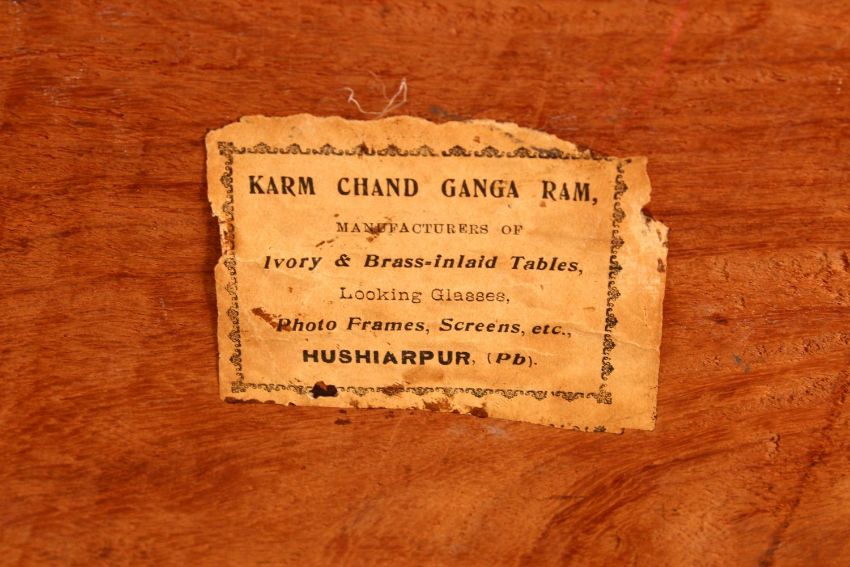 KARM CHAND GANGA RAM,
MANUFACTURERS OF
Ivory & Brass-inlaid Tables,
Looking Glasses,
Photo Frames, Screens, etc.,
HUSHIARPUR, (Pb).